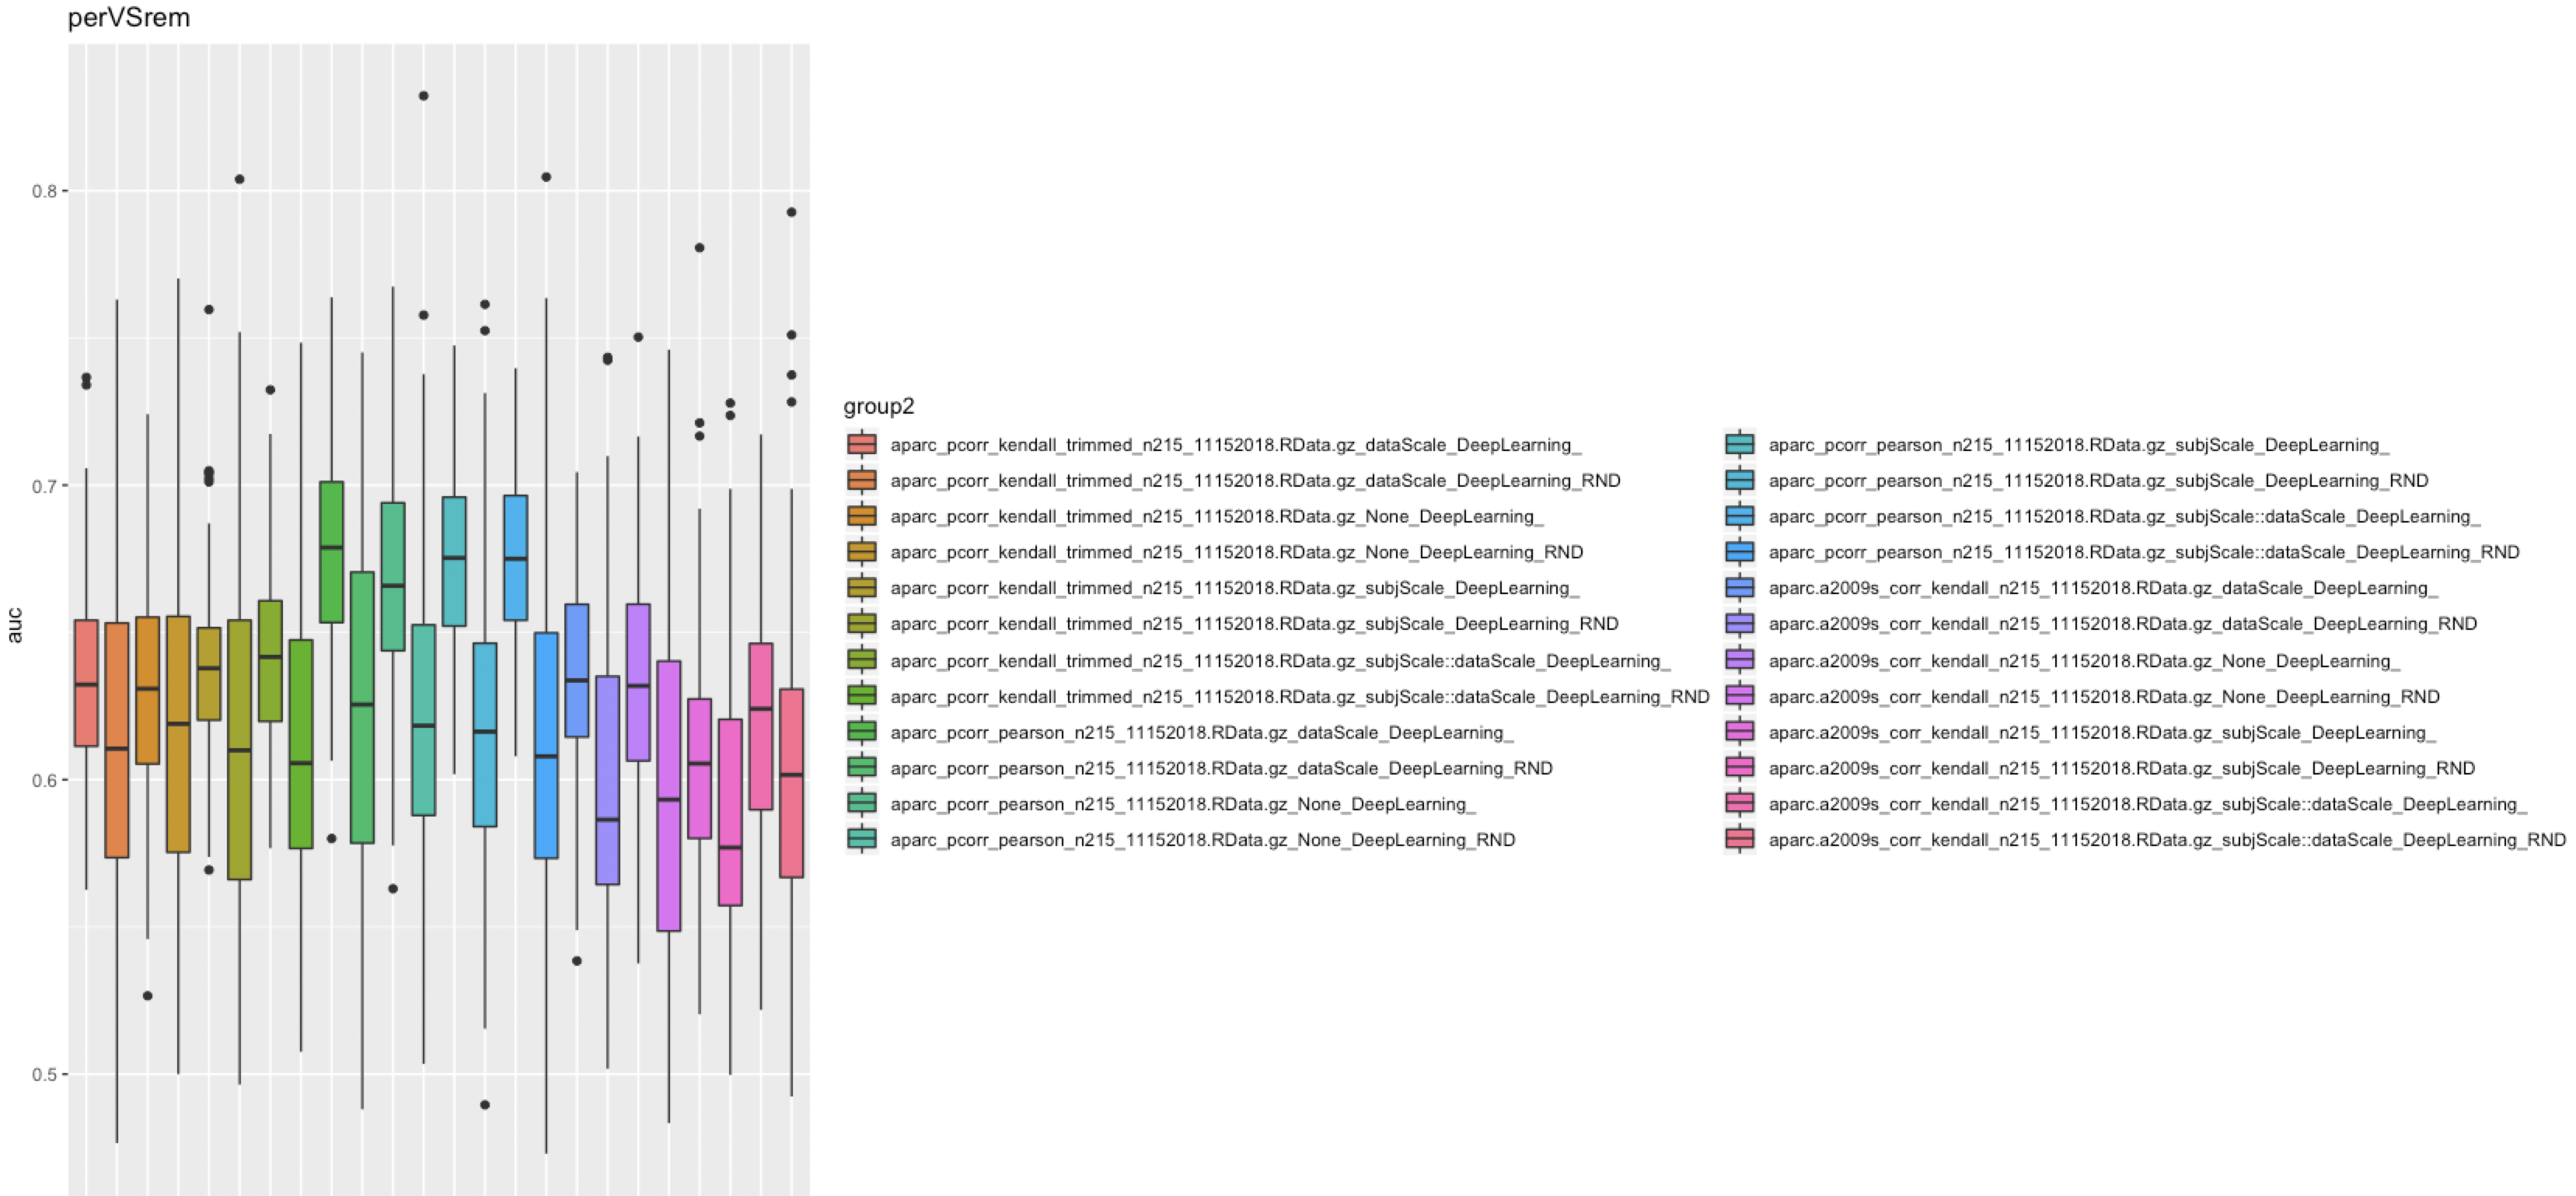 perVSrem
auc
0.8
0.7
0.6
0.5
group2
aparc_pcorr_kendall_trimmed_n215_11152018.RData.gz_dataScale_DeepLearning_
aparc_pcorr_kendall_trimmed_n215_11152018.RData.gz_dataScale_DeepLearning_RND
aparc_pcorr_kendall_trimmed_n215_11152018.RData.gz_None_DeepLearning_
aparc_pcorr_kendall_trimmed_n215_11152018.RData.gz_None_DeepLearning_RND
aparc_pcorr_kendall_trimmed_n215_11152018.RData.gz_subjScale_DeepLearning_
aparc_pcorr_kendall_trimmed_n215_11152018.RData.gz_subjScale_DeepLearning_RND
aparc_pcorr_kendall_trimmed_n215_11152018.RData.gz_subjScale::dataScale_DeepLearning_
aparc_pcorr_kendall_trimmed_n215_11152018.RData.gz_subjScale::dataScale_DeepLearning_RND
aparc_pcorr_pearson_n215_11152018.RData.gz_dataScale_DeepLearning_
aparc_pcorr_pearson_n215_11152018.RData.gz_dataScale_DeepLearning_RND
aparc_pcorr_pearson_n215_11152018.RData.gz_None_DeepLearning_
aparc_pcorr_pearson_n215_11152018.RData.gz_None_DeepLearning_RND
aparc_pcorr_pearson_n215_11152018.RData.gz_subjScale_DeepLearning_
aparc_pcorr_pearson_n215_11152018.RData.gz_subjScale_DeepLearning_RND
aparc_pcorr_pearson_n215_11152018.RData.gz_subjScale::dataScale_DeepLearning_
aparc_pcorr_pearson_n215_11152018.RData.gz_subjScale::dataScale_DeepLearning_RND
aparc.a2009s_corr_kendall_n215_11152018.RData.gz_dataScale_DeepLearning_
aparc.a2009s_corr_kendall_n215_11152018.RData.gz_dataScale_DeepLearning_RND
aparc.a2009s_corr_kendall_n215_11152018.RData.gz_None_DeepLearning_
aparc.a2009s_corr_kendall_n215_11152018.RData.gz_None_DeepLearning_RND
aparc.a2009s_corr_kendall_n215_11152018.RData.gz_subjScale_DeepLearning_
aparc.a2009s_corr_kendall_n215_11152018.RData.gz_subjScale_DeepLearning_RND
aparc.a2009s_corr_kendall_n215_11152018.RData.gz_subjScale::dataScale_DeepLearning_
aparc.a2009s_corr_kendall_n215_11152018.RData.gz_subjScale::dataScale_DeepLearning_RND